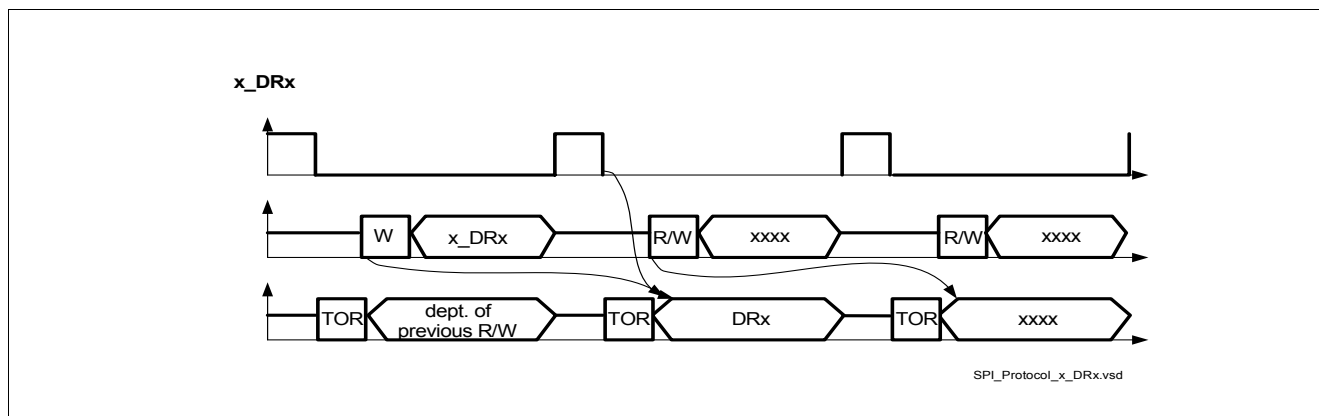 x_DRx
W
x_DRx
R/W
xxxx
R/W
xxxx
TOR
dept. of
previous R/W
TOR
DRx
TOR
xxxx
SPI_Protocol_x_DRx.vsd